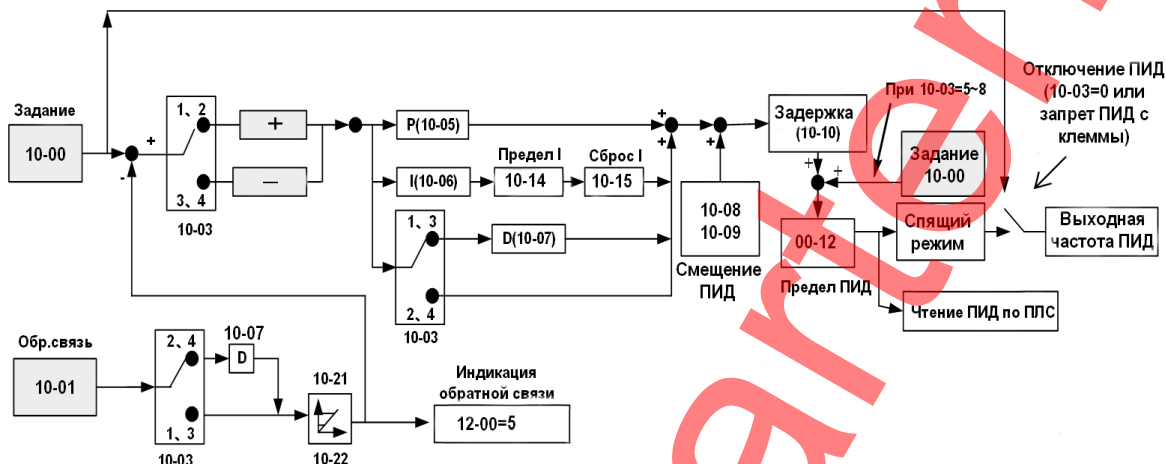 Задание
10-00
+
-
1、2
3、4
10-03
+
−
P(10-05)
I(10-06)
Предел I
10-14
Сброс I
10-15
1、3
2、4
10-03
D(10-07)
+
+
+
10-08
10-09
Смещение
ПИД
Задержка
(10-10)
+
+
При 10-03=5~8
Задание
10-00
00-12
Предел ПИД
Спящий
режим
Чтение ПИД по ПЛС
Отключение ПИД
(10-03=0 или
запрет ПИД с
клеммы)
Выходная
частота ПИД
Обр.связь
10-01
2、4
1、3
10-03
10-07
D
10-21
10-22
Индикация
обратной связи
12-00=5